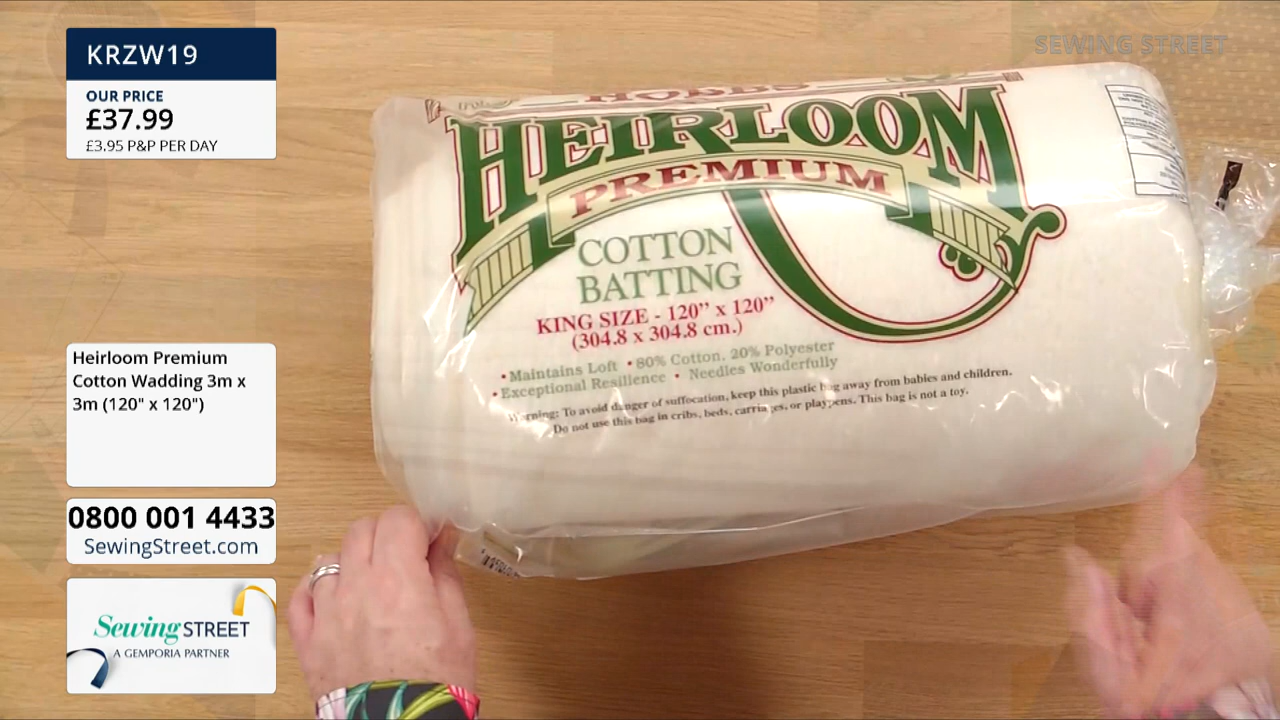 KRZW19
OUR PRICE
£37.99
£3.95 P&P PER DAY
SEWING STREET
HOBBS
HEIRLOOM
PREMIUM
COTTON
BATTING
KING SIZE - 120” x 120”
(304.8 x 304.8 cm.)
• Maintains Loft • 80% Cotton, 20% Polyester
• Exceptional Resilience • Needles Wonderfully
Warning: To avoid danger of suffocation, keep this plastic bag away from babies and children.
Do not use this bag in cribs, beds, carriages, or playpens. This bag is not a toy.
Heirloom Premium
Cotton Wadding 3m x
3m (120" x 120")
0800 001 4433
SewingStreet.com
Sewing STREET
A GEMPORIA PARTNER